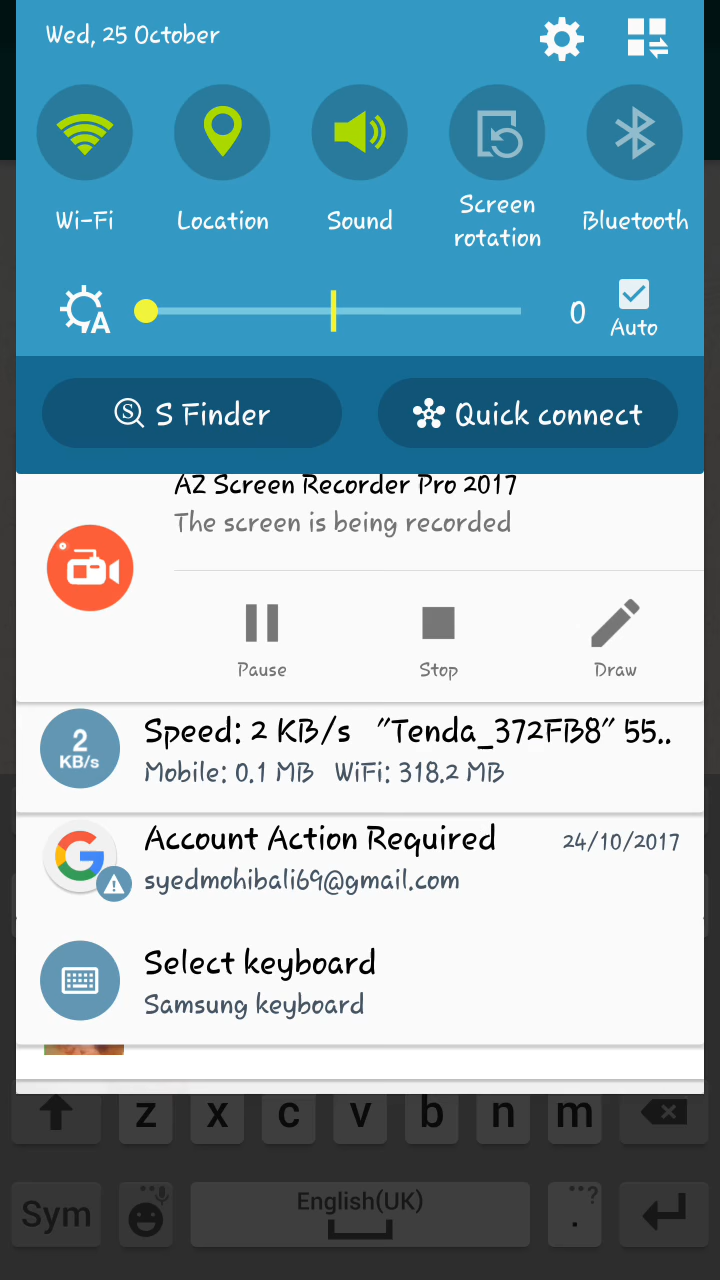 Wed, 25 October
Wi-Fi
Location
Sound
Screen
rotation
Bluetooth
A
0
Auto
S
S Finder
Quick connect
AZ Screen Recorder Pro 2017
The screen is being recorded
Pause
Stop
Draw
2
KB/s
Speed: 2 KB/s "Tenda_372FB8" 55..
Mobile: 0.1 MB WiFi: 318.2 MB
G
Account Action Required
24/10/2017
syedmohibali69@gmail.com
Select keyboard
Samsung keyboard
z x c v b n m
Sym
English(UK)
.
?